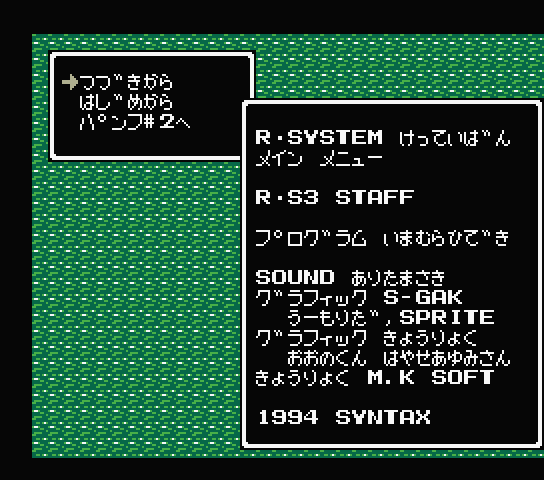 →つづきから
はじめから
パンフ#2へ
R·SYSTEM けっていばん
メイン メニュー
R·S3 STAFF
プログラム いまむらひでき
SOUND ありたまさき
グラフィック S-GAK
うーもりだ,SPRITE
グラフィック きょうりょく
おおのくん はやせあゆみさん
きょうりょく M.K SOFT
1994 SYNTAX